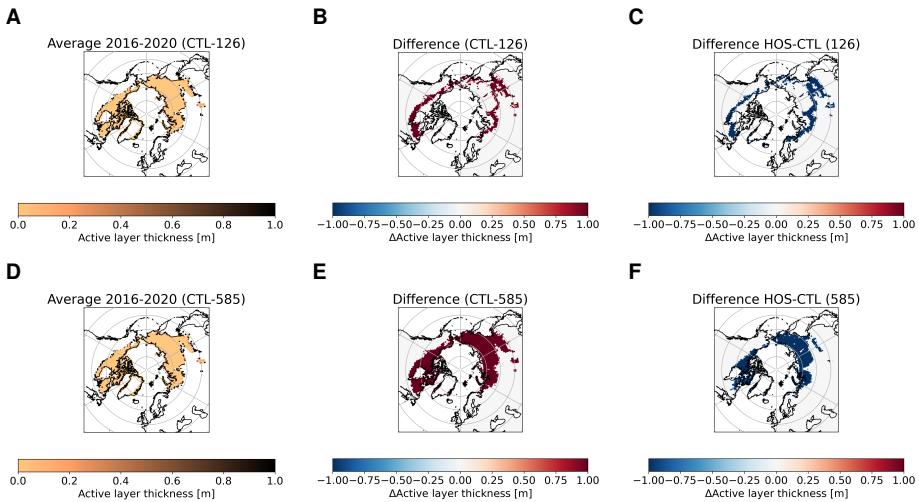 A
B
C
Average 2016-2020 (CTL-126)
Difference (CTL-126)
Difference HOS-CTL (126)
0.0 0.2 0.4 0.6 0.8 1.0
Active layer thickness [m]
−1.00 −0.75 −0.50 −0.25 0.00 0.25 0.50 0.75 1.00
ΔActive layer thickness [m]
−1.00 −0.75 −0.50 −0.25 0.00 0.25 0.50 0.75 1.00
ΔActive layer thickness [m]
D
E
F
Average 2016-2020 (CTL-585)
Difference (CTL-585)
Difference HOS-CTL (585)
0.0 0.2 0.4 0.6 0.8 1.0
Active layer thickness [m]
−1.00 −0.75 −0.50 −0.25 0.00 0.25 0.50 0.75 1.00
ΔActive layer thickness [m]
−1.00 −0.75 −0.50 −0.25 0.00 0.25 0.50 0.75 1.00
ΔActive layer thickness [m]